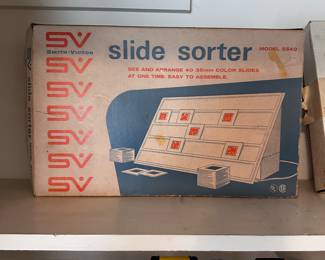 SV
SMITH-VICTOR
SV
SV
SV
SV
SV
SV
slide sorter
MODEL S840
SEE AND ARRANGE 40 35mm COLOR SLIDES
AT ONE TIME. EASY TO ASSEMBLE.